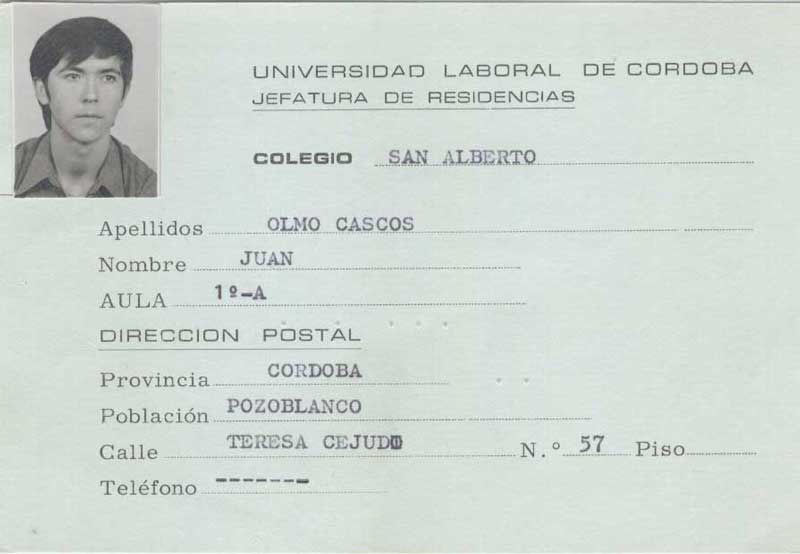 UNIVERSIDAD LABORAL DE CORDOBA
JEFATURA DE RESIDENCIAS
COLEGIO SAN ALBERTO
Apellidos OLMO CASCOS
Nombre JUAN
AULA 1º-A
DIRECCION POSTAL
Provincia CORDOBA
Población POZOBLANCO
Calle TERESA CEJUDO N.º 57 Piso
Teléfono -------